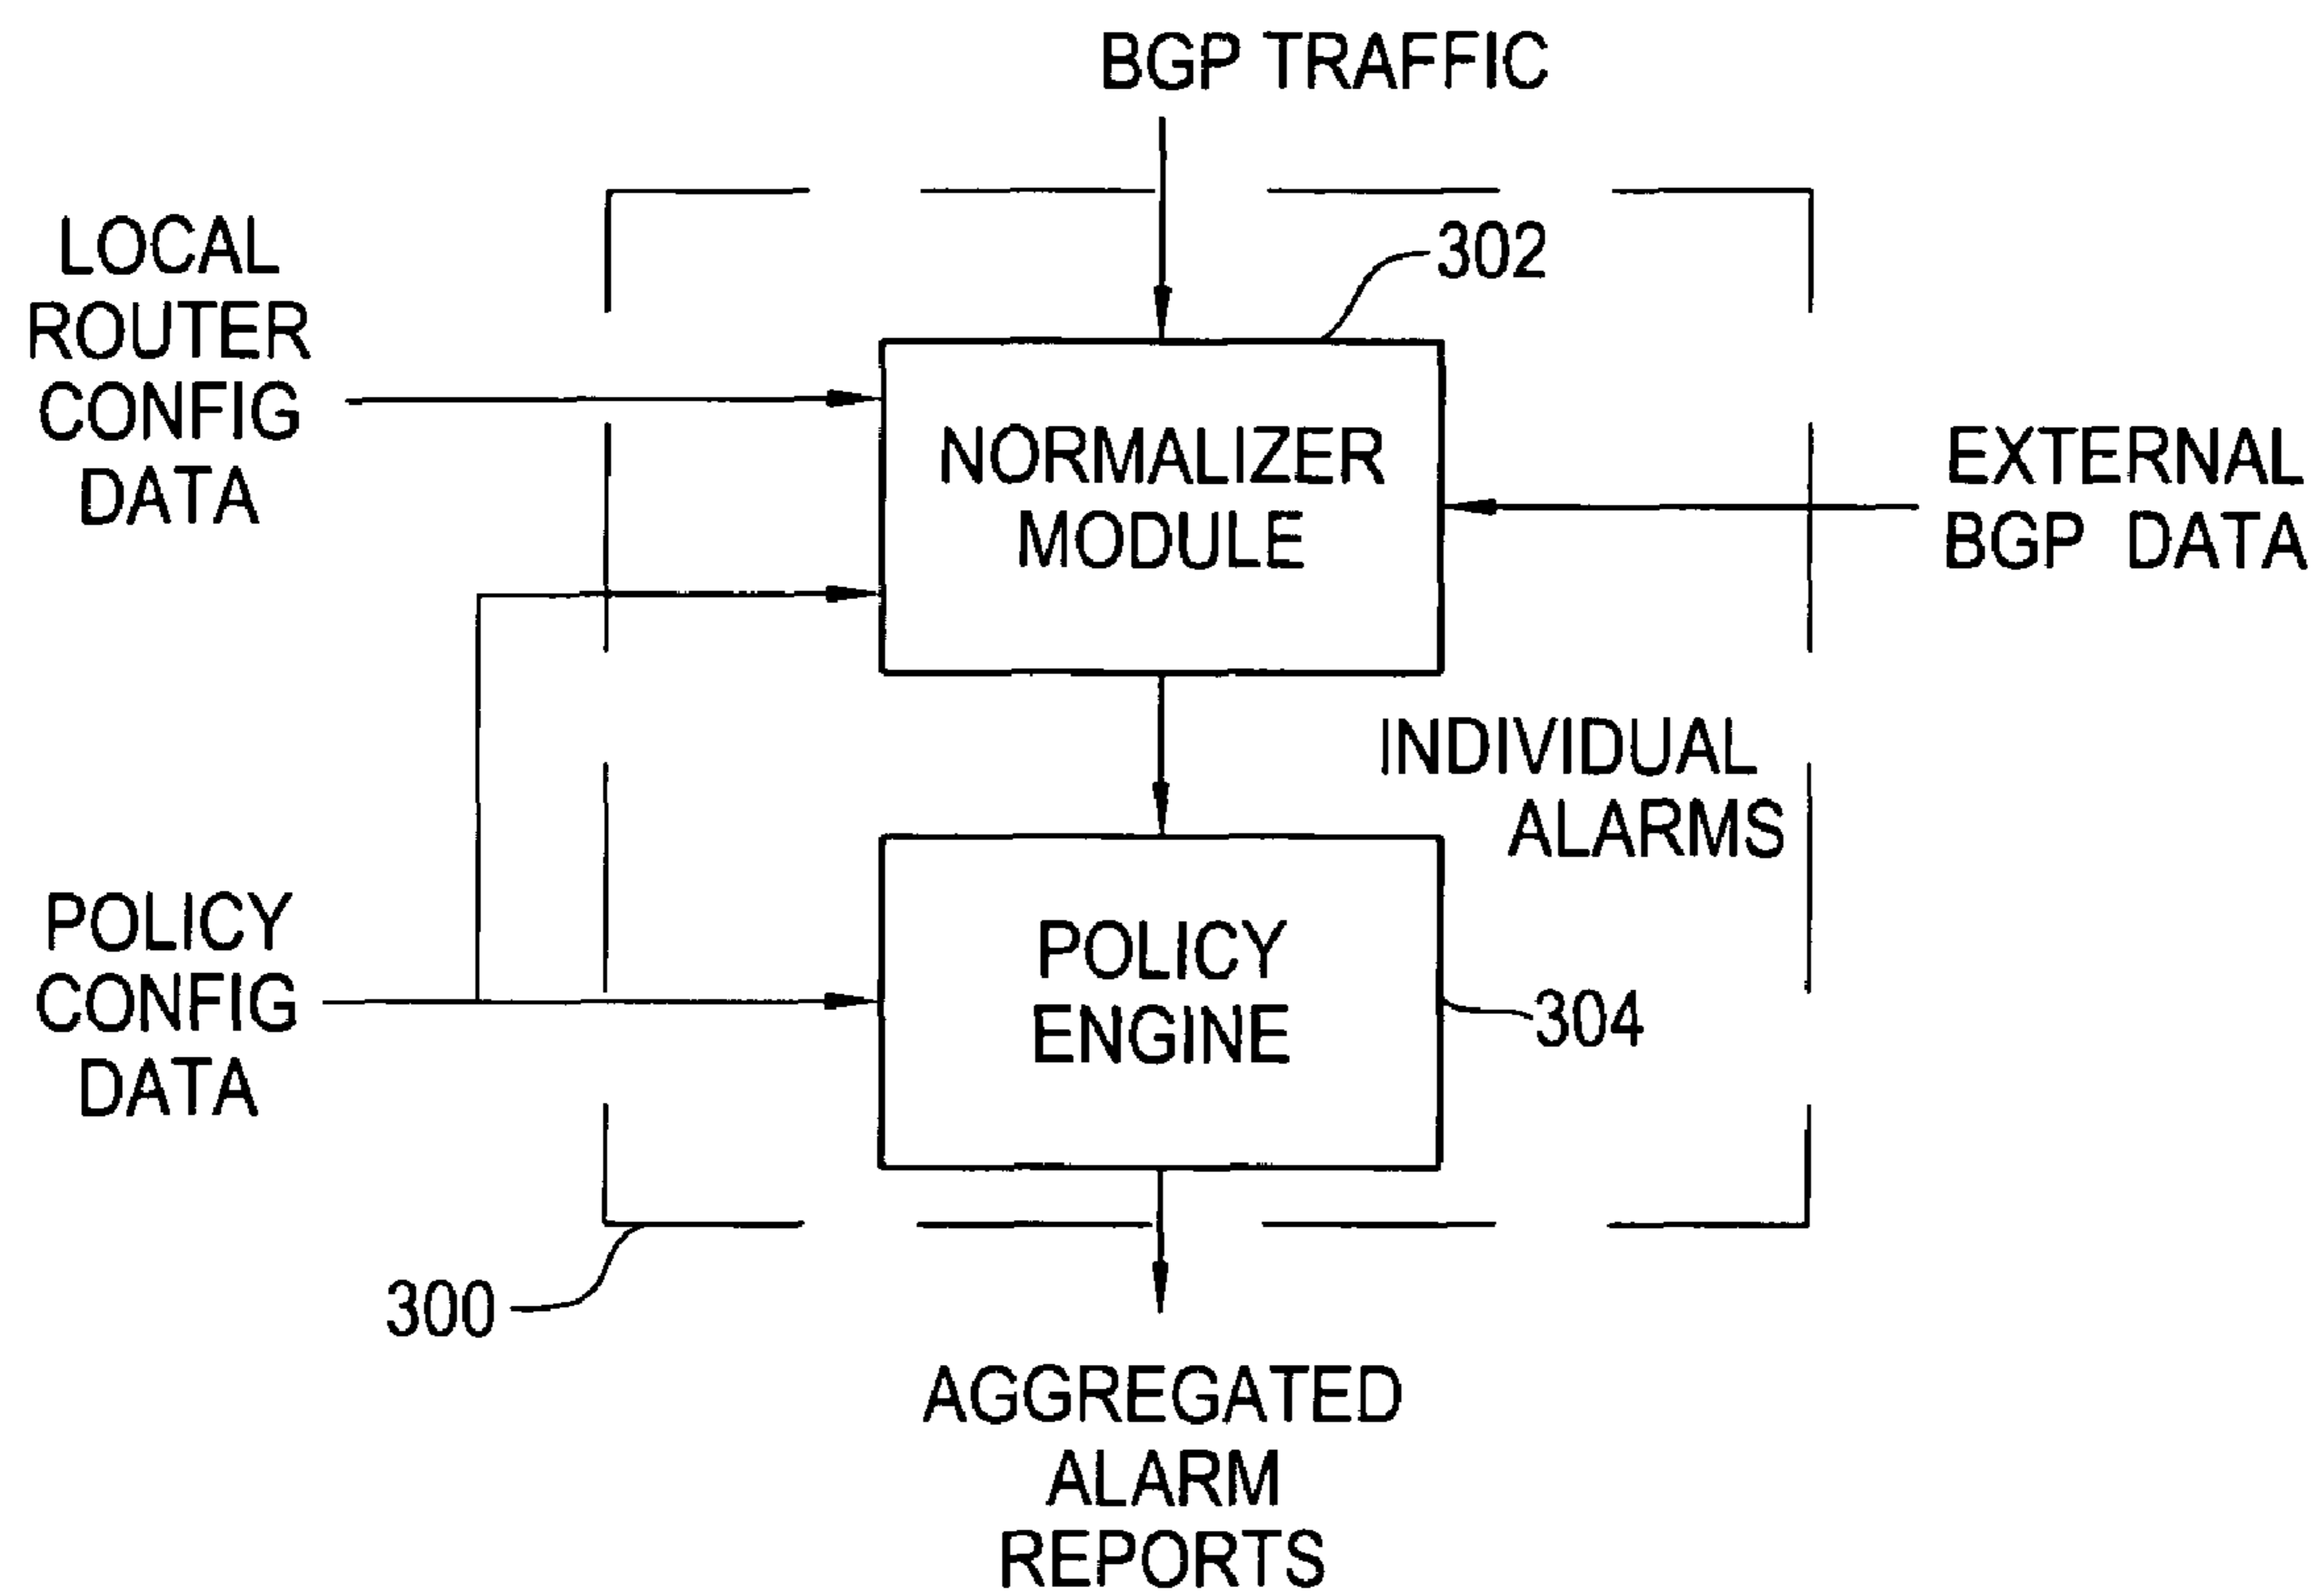 BGP TRAFFIC
LOCAL
ROUTER
CONFIG
DATA
302
NORMALIZER
MODULE
EXTERNAL
BGP DATA
INDIVIDUAL
ALARMS
POLICY
CONFIG
DATA
POLICY
ENGINE
304
300
AGGREGATED
ALARM
REPORTS